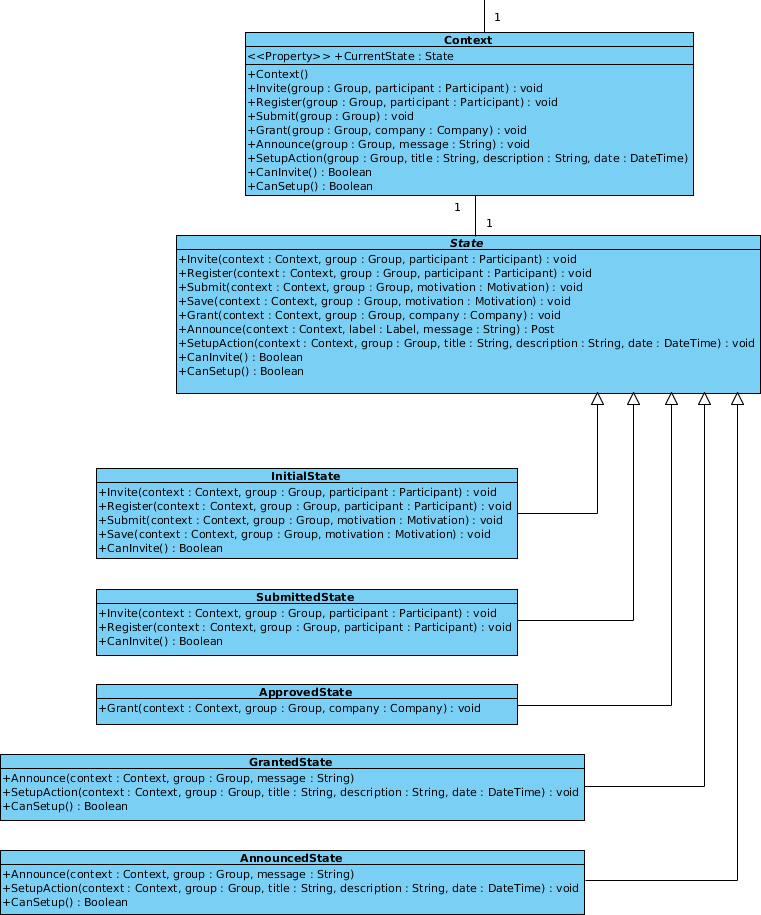 1
Context
<<Property>> +CurrentState : State
+Context()
+Invite(group : Group, participant : Participant) : void
+Register(group : Group, participant : Participant) : void
+Submit(group : Group) : void
+Grant(group : Group, company : Company) : void
+Announce(group : Group, message : String) : void
+SetupAction(group : Group, title : String, description : String, date : DateTime)
+CanInvite() : Boolean
+CanSetup() : Boolean
1
1
State
+Invite(context : Context, group : Group, participant : Participant) : void
+Register(context : Context, group : Group, participant : Participant) : void
+Submit(context : Context, group : Group, motivation : Motivation) : void
+Save(context : Context, group : Group, motivation : Motivation) : void
+Grant(context : Context, group : Group, company : Company) : void
+Announce(context : Context, label : Label, message : String) : Post
+SetupAction(context : Context, group : Group, title : String, description : String, date : DateTime) : void
+CanInvite() : Boolean
+CanSetup() : Boolean
InitialState
+Invite(context : Context, group : Group, participant : Participant) : void
+Register(context : Context, group : Group, participant : Participant) : void
+Submit(context : Context, group : Group, motivation : Motivation) : void
+Save(context : Context, group : Group, motivation : Motivation) : void
+CanInvite() : Boolean
SubmittedState
+Invite(context : Context, group : Group, participant : Participant) : void
+Register(context : Context, group : Group, participant : Participant) : void
+CanInvite() : Boolean
ApprovedState
+Grant(context : Context, group : Group, company : Company) : void
GrantedState
+Announce(context : Context, group : Group, message : String)
+SetupAction(context : Context, group : Group, title : String, description : String, date : DateTime) : void
+CanSetup() : Boolean
AnnouncedState
+Announce(context : Context, group : Group, message : String)
+SetupAction(context : Context, group : Group, title : String, description : String, date : DateTime) : void
+CanSetup() : Boolean